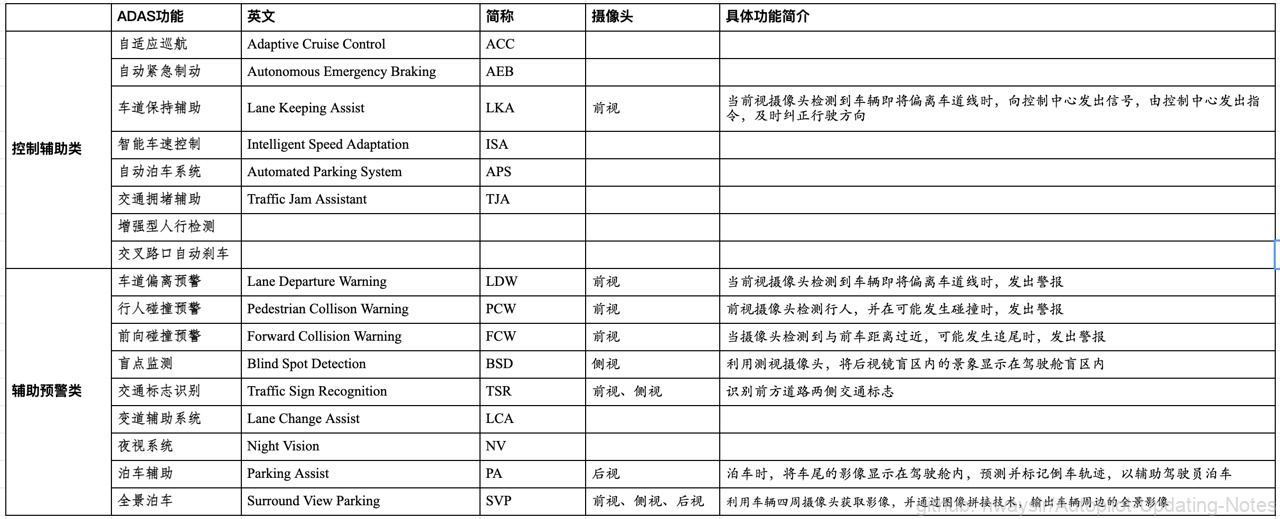 ADAS功能 英文 简称 摄像头 具体功能简介
控制辅助类
自适应巡航 Adaptive Cruise Control ACC
自动紧急制动 Autonomous Emergency Braking AEB
车道保持辅助 Lane Keeping Assist LKA 前视 当前视摄像头检测到车辆即将偏离车道线时，向控制中心发出信号，由控制中心发出指
令，及时纠正行驶方向
智能车速控制 Intelligent Speed Adaptation ISA
自动泊车系统 Automated Parking System APS
交通拥堵辅助 Traffic Jam Assistant TJA
增强型人行检测
交叉路口自动刹车
辅助预警类
车道偏离预警 Lane Departure Warning LDW 前视 当前视摄像头检测到车辆即将偏离车道线时，发出警报
行人碰撞预警 Pedestrian Collison Warning PCW 前视 前视摄像头检测行人，并在可能发生碰撞时，发出警报
前向碰撞预警 Forward Collision Warning FCW 前视 当摄像头检测到与前车距离过近，可能发生追尾时，发出警报
盲点监测 Blind Spot Detection BSD 侧视 利用测视摄像头，将后视镜盲区内的景象显示在驾驶舱盲区内
交通标志识别 Traffic Sign Recognition TSR 前视、侧视 识别前方道路两侧交通标志
变道辅助系统 Lane Change Assist LCA
夜视系统 Night Vision NV
泊车辅助 Parking Assist PA 后视 泊车时，将车尾的影像显示在驾驶舱内，预测并标记倒车轨迹，以辅助驾驶员泊车
全景泊车 Surround View Parking SVP 前视、侧视、后视 利用车辆四周摄像头获取影像，并通过图像拼接技术，输出车辆周边的全景影像